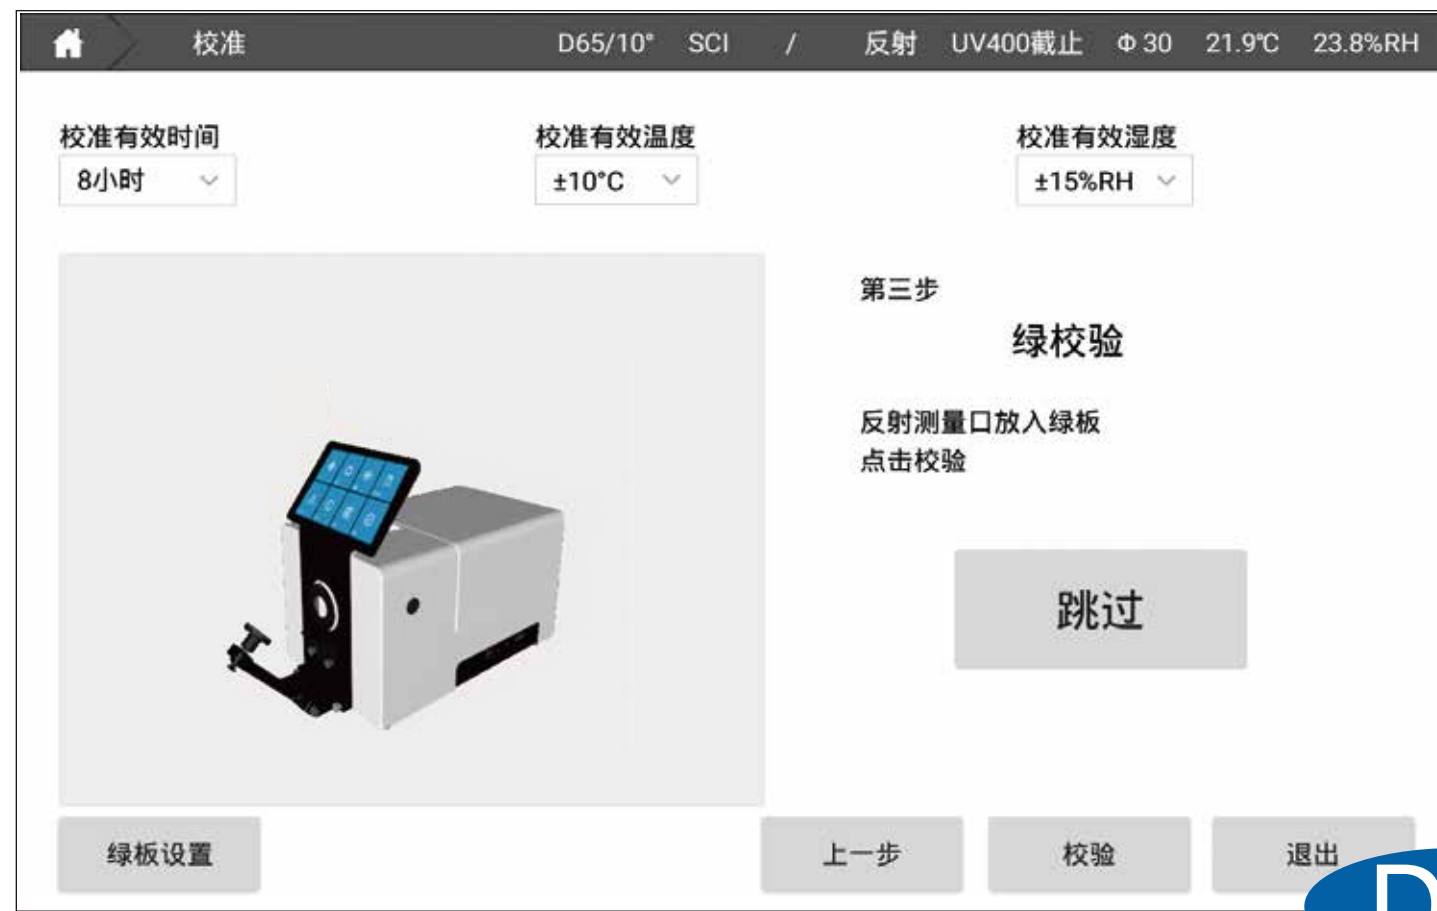 校准 D65/10° SCI / 反射 UV400截止 Φ30 21.9℃ 23.8%RH
校准有效时间 校准有效温度 校准有效湿度
8小时 ±10°C ±15%RH
第三步
绿校验
反射测量口放入绿板
点击校验
跳过
绿板设置 上一步 校验 退出
D